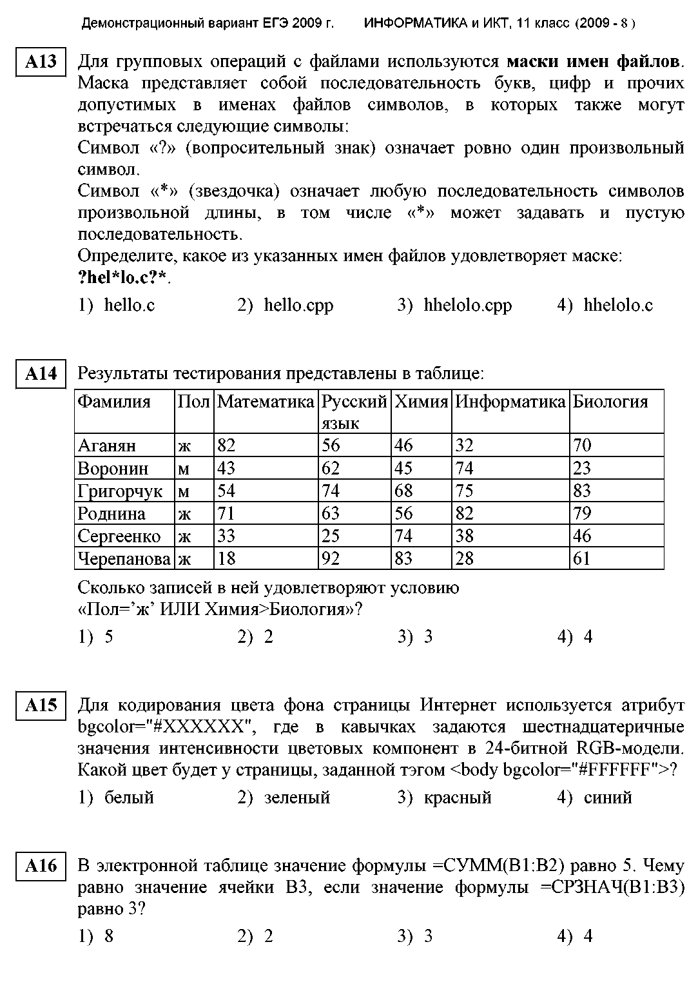 Демонстрационный вариант ЕГЭ 2009 г. ИНФОРМАТИКА и ИКТ, 11 класс (2009 - 8 )
А13 Для групповых операций с файлами используются маски имен файлов.
Маска представляет собой последовательность букв, цифр и прочих
допустимых в именах файлов символов, в которых также могут
встречаться следующие символы:
Символ «?» (вопросительный знак) означает ровно один произвольный
символ.
Символ «*» (звездочка) означает любую последовательность символов
произвольной длины, в том числе «*» может задавать и пустую
последовательность.
Определите, какое из указанных имен файлов удовлетворяет маске:
?hel*lo.c?*.
1) hello.c 2) hello.cpp 3) hhelolo.cpp 4) hhelolo.c
А14 Результаты тестирования представлены в таблице:
Фамилия Пол Математика Русский Химия Информатика Биология
язык
Аганян ж 82 56 46 32 70
Воронин м 43 62 45 74 23
Григорчук м 54 74 68 75 83
Роднина ж 71 63 56 82 79
Сергеенко ж 33 25 74 38 46
Черепанова ж 18 92 83 28 61
Сколько записей в ней удовлетворяют условию
«Пол=’ж’ ИЛИ Химия>Биология»?
1) 5 2) 2 3) 3 4) 4
А15 Для кодирования цвета фона страницы Интернет используется атрибут
bgcolor="#ХХХХХХ", где в кавычках задаются шестнадцатеричные
значения интенсивности цветовых компонент в 24-битной RGB-модели.
Какой цвет будет у страницы, заданной тэгом <body bgcolor="#FFFFFF">?
1) белый 2) зеленый 3) красный 4) синий
А16 В электронной таблице значение формулы =СУММ(B1:B2) равно 5. Чему
равно значение ячейки B3, если значение формулы =СРЗНАЧ(B1:B3)
равно 3?
1) 8 2) 2 3) 3 4) 4